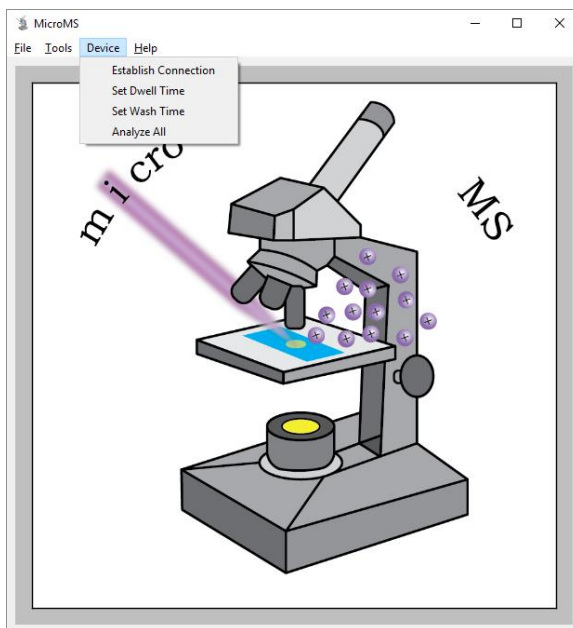 MicroMS
File Tools Device Help
Establish Connection
Set Dwell Time
Set Wash Time
Analyze All
m i cro
MS